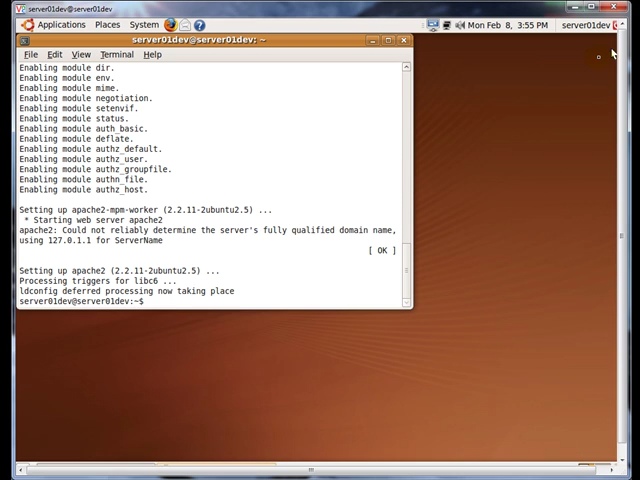 server01dev@server01dev
Applications Places System
Mon Feb 8, 3:55 PM server01dev
server01dev@server01dev: ~
File Edit View Terminal Help
Enabling module dir.
Enabling module env.
Enabling module mime.
Enabling module negotiation.
Enabling module setenvif.
Enabling module status.
Enabling module auth_basic.
Enabling module deflate.
Enabling module authz_default.
Enabling module authz_user.
Enabling module authz_groupfile.
Enabling module authn_file.
Enabling module authz_host.
Setting up apache2-mpm-worker (2.2.11-2ubuntu2.5) ...
* Starting web server apache2
apache2: Could not reliably determine the server's fully qualified domain name,
using 127.0.1.1 for ServerName
[ OK ]
Setting up apache2 (2.2.11-2ubuntu2.5) ...
Processing triggers for libc6 ...
ldconfig deferred processing now taking place
server01dev@server01dev:~$